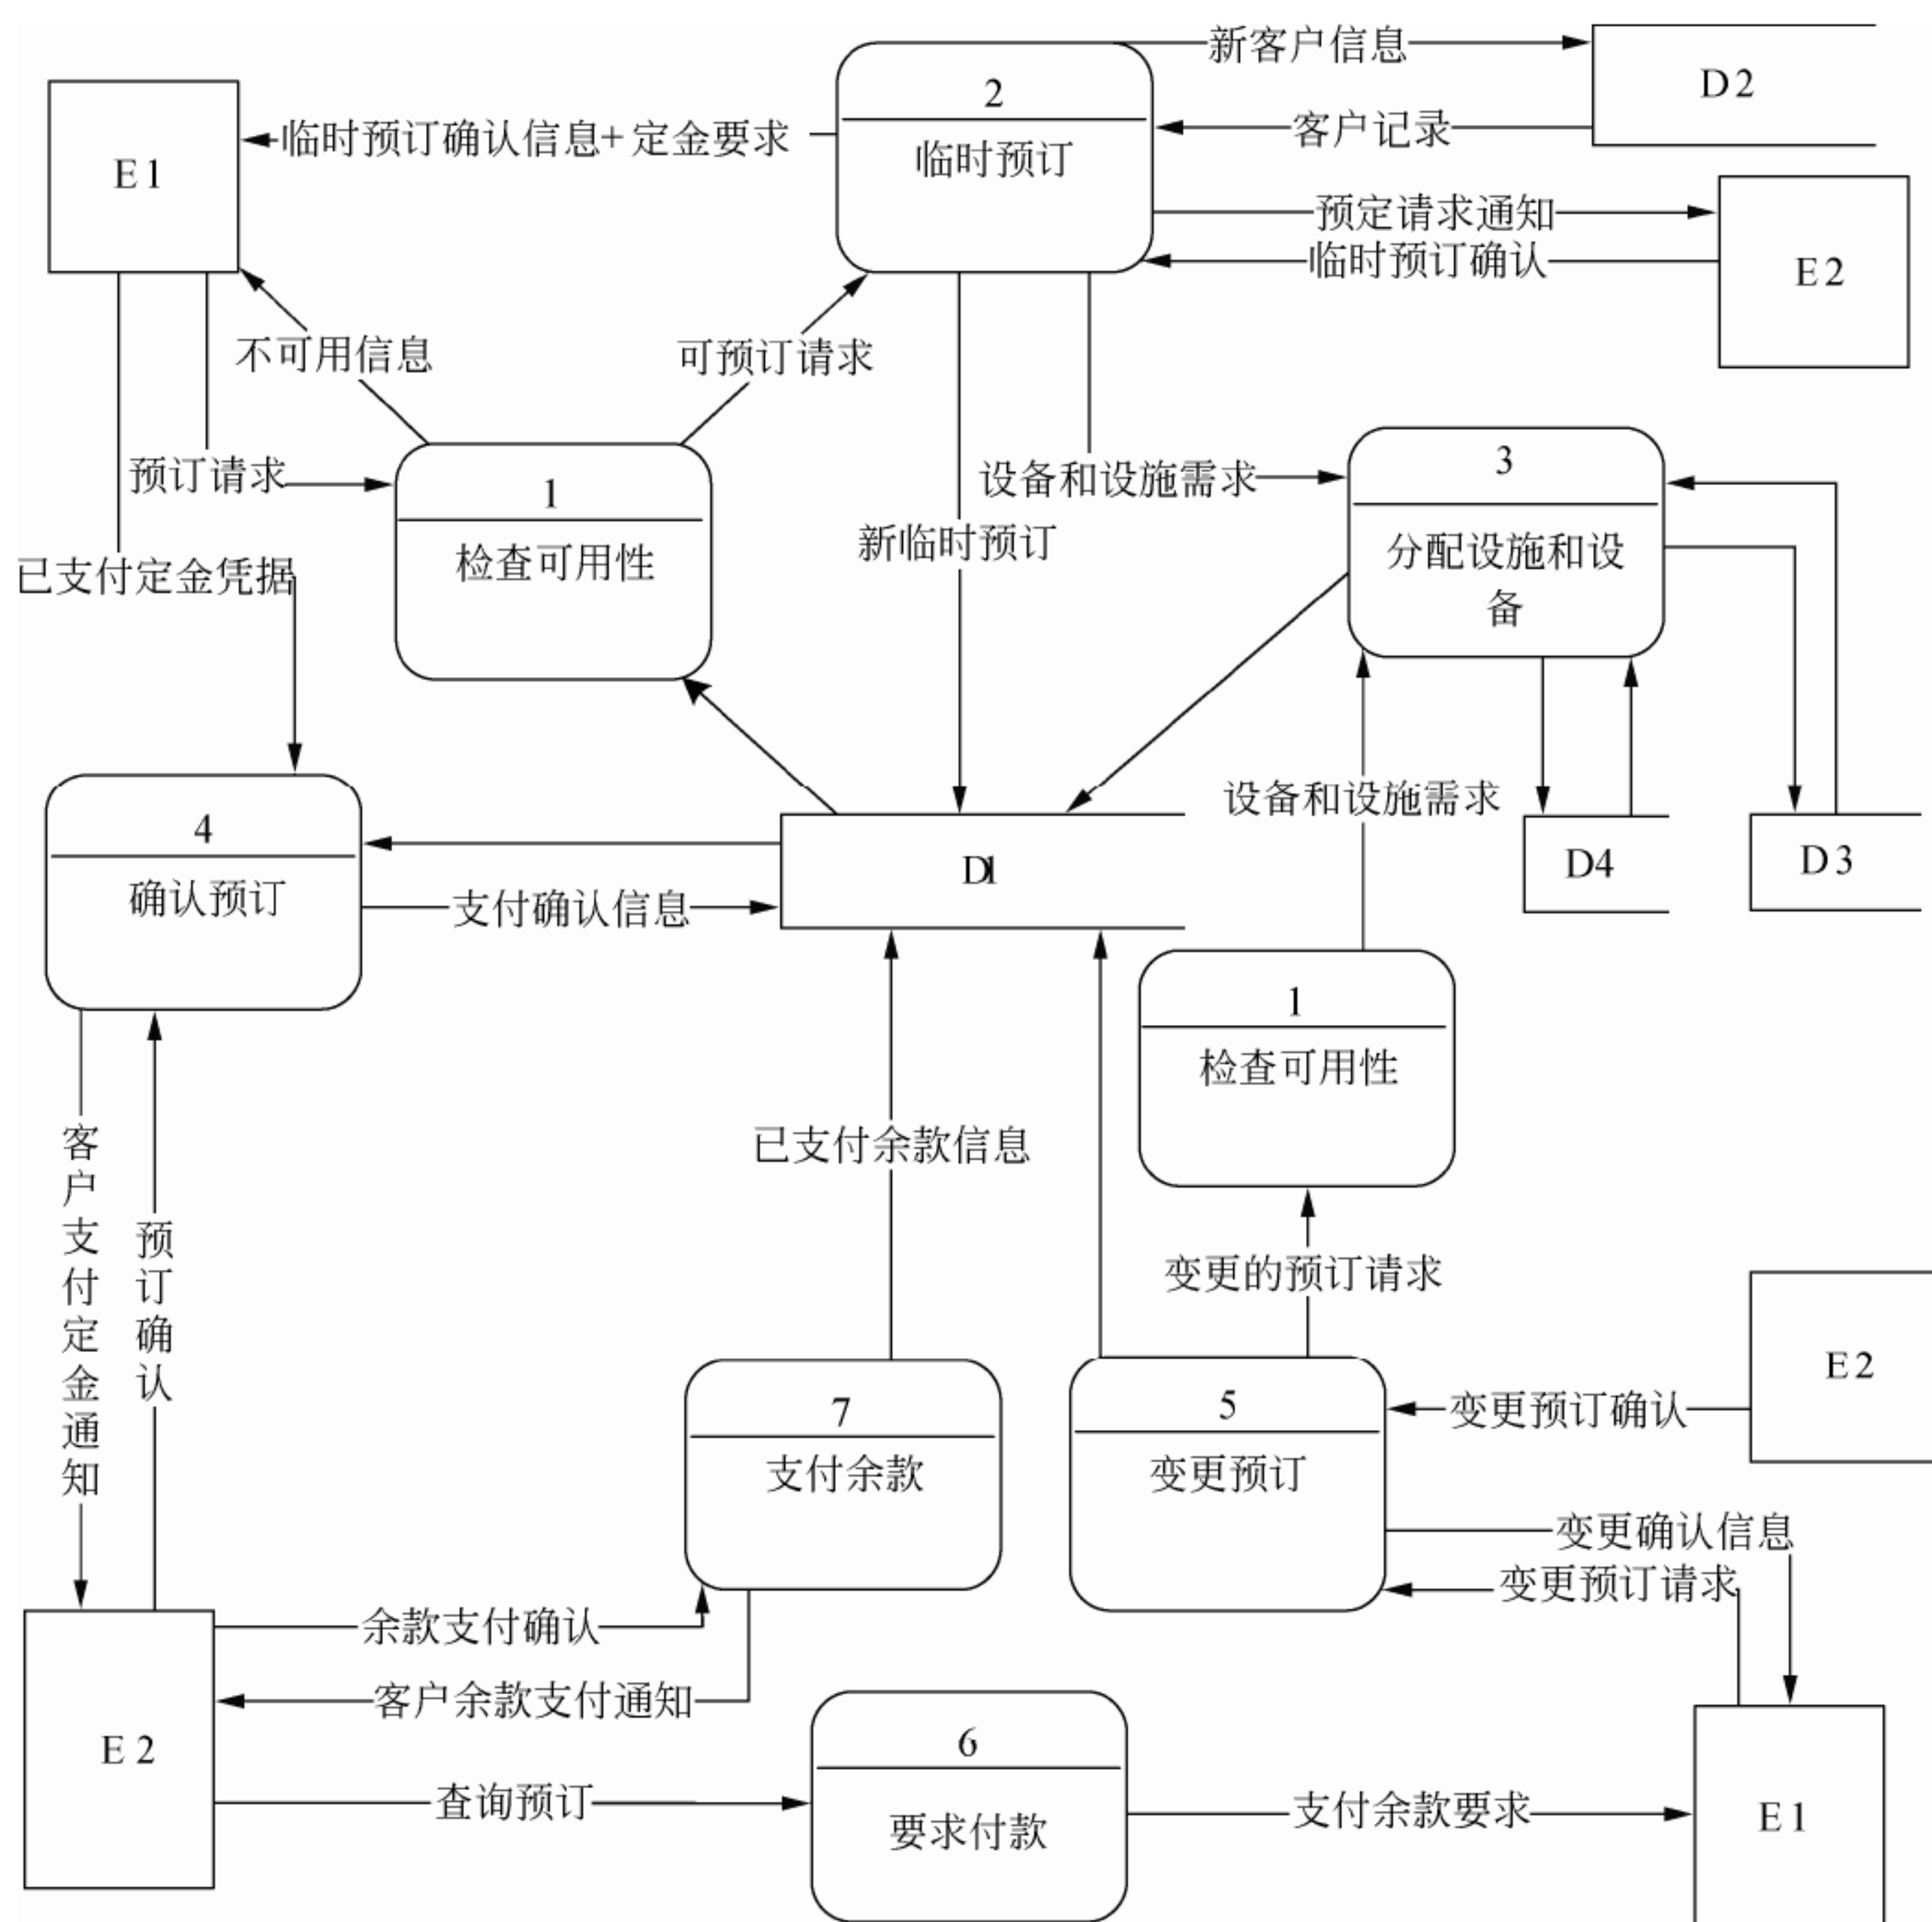 新客户信息
D2
2
E1
临时预订确认信息+ 定金要求
客户记录
临时预订
预定请求通知
临时预订确认
E2
不可用信息
可预订请求
预订请求
1
设备和设施需求
3
检查可用性
新临时预订
分配设施和设
备
已支付定金凭据
设备和设施需求
4
D1
D4
D3
确认预订
支付确认信息
1
检查可用性
客户支付定金通知
预订确认
已支付余款信息
变更的预订请求
E2
7
5
变更预订确认
支付余款
变更预订
变更确认信息
变更预订请求
余款支付确认
客户余款支付通知
E2
6
查询预订
要求付款
支付余款要求
E1